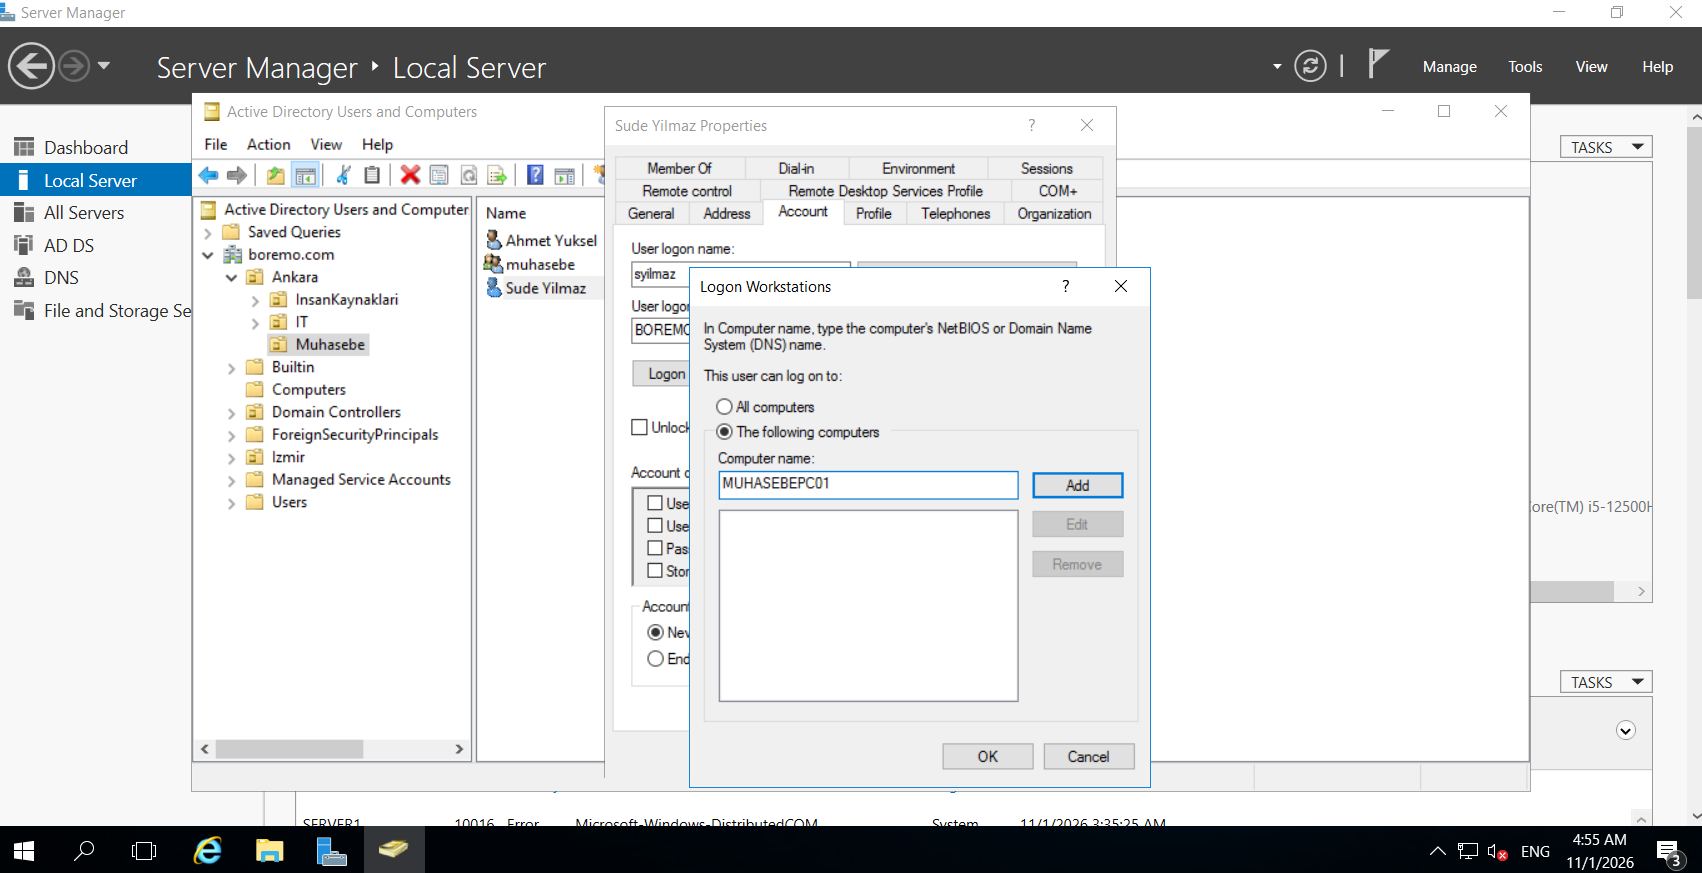 Server Manager
Server Manager ‣ Local Server
Manage
Tools
View
Help
Dashboard
Local Server
All Servers
AD DS
DNS
File and Storage Se
Active Directory Users and Computers
File
Action
View
Help
Active Directory Users and Computer
Saved Queries
boremo.com
Ankara
InsanKaynaklari
IT
Muhasebe
Builtin
Computers
Domain Controllers
ForeignSecurityPrincipals
Izmir
Managed Service Accounts
Users
Name
Ahmet Yuksel
muhasebe
Sude Yilmaz
Sude Yilmaz Properties
?
Member Of
Dial-in
Environment
Sessions
Remote control
Remote Desktop Services Profile
COM+
General
Address
Account
Profile
Telephones
Organization
User logon name:
syilmaz
User logo
BOREMO
Logon
Unlock
Account o
Use
Use
Pas
Stor
Account
Nev
End
Logon Workstations
?
In Computer name, type the computer's NetBIOS or Domain Name
System (DNS) name.
This user can log on to:
All computers
The following computers
Computer name:
MUHASEBEPC01
Add
Edit
Remove
OK
Cancel
TASKS
ore(TM) i5-12500H
TASKS
SERVER1 10016 Error Microsoft-Windows-DistributedCOM System 11/1/2026 3:35:25 AM
ENG
4:55 AM
11/1/2026
3